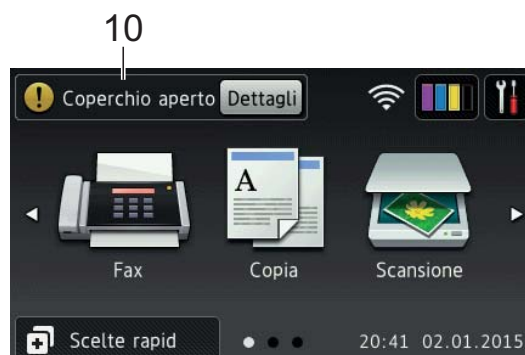 10
Coperchio aperto Dettagli
A
Fax Copia Scansione
Scelte rapid 20:41 02.01.2015